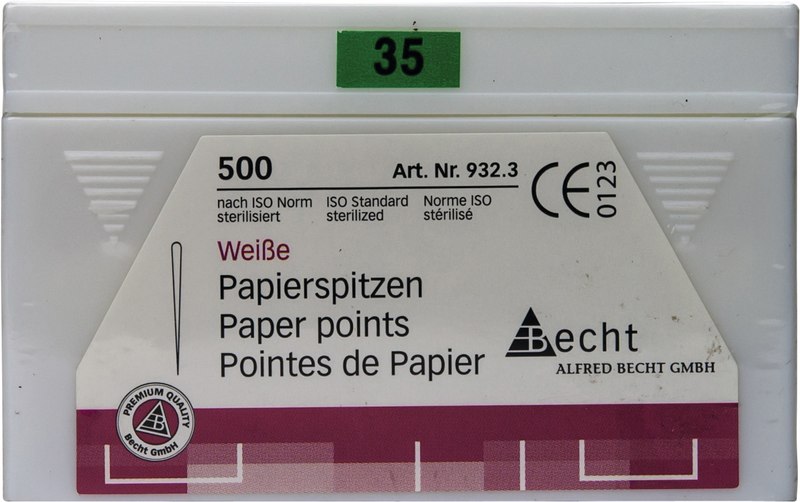 35
500 Art. Nr. 932.3
nach ISO Norm sterilisiert
ISO Standard sterilized
Norme ISO stérilisé
CE 0123
Weiße
Papierspitzen
Paper points
Pointes de Papier
Becht
ALFRED BECHT GMBH
PREMIUM QUALITY
B
Becht GmbH